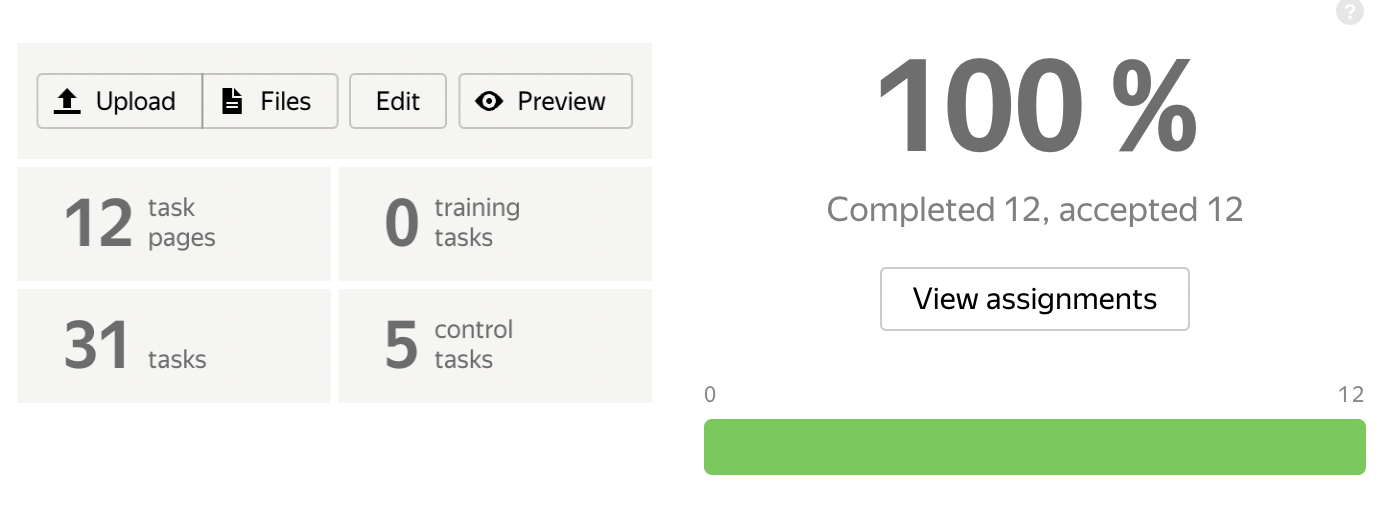 ?
Upload Files Edit Preview
100 %
12 task
pages
0 training
tasks
Completed 12, accepted 12
View assignments
31 tasks
5 control
tasks
0 12